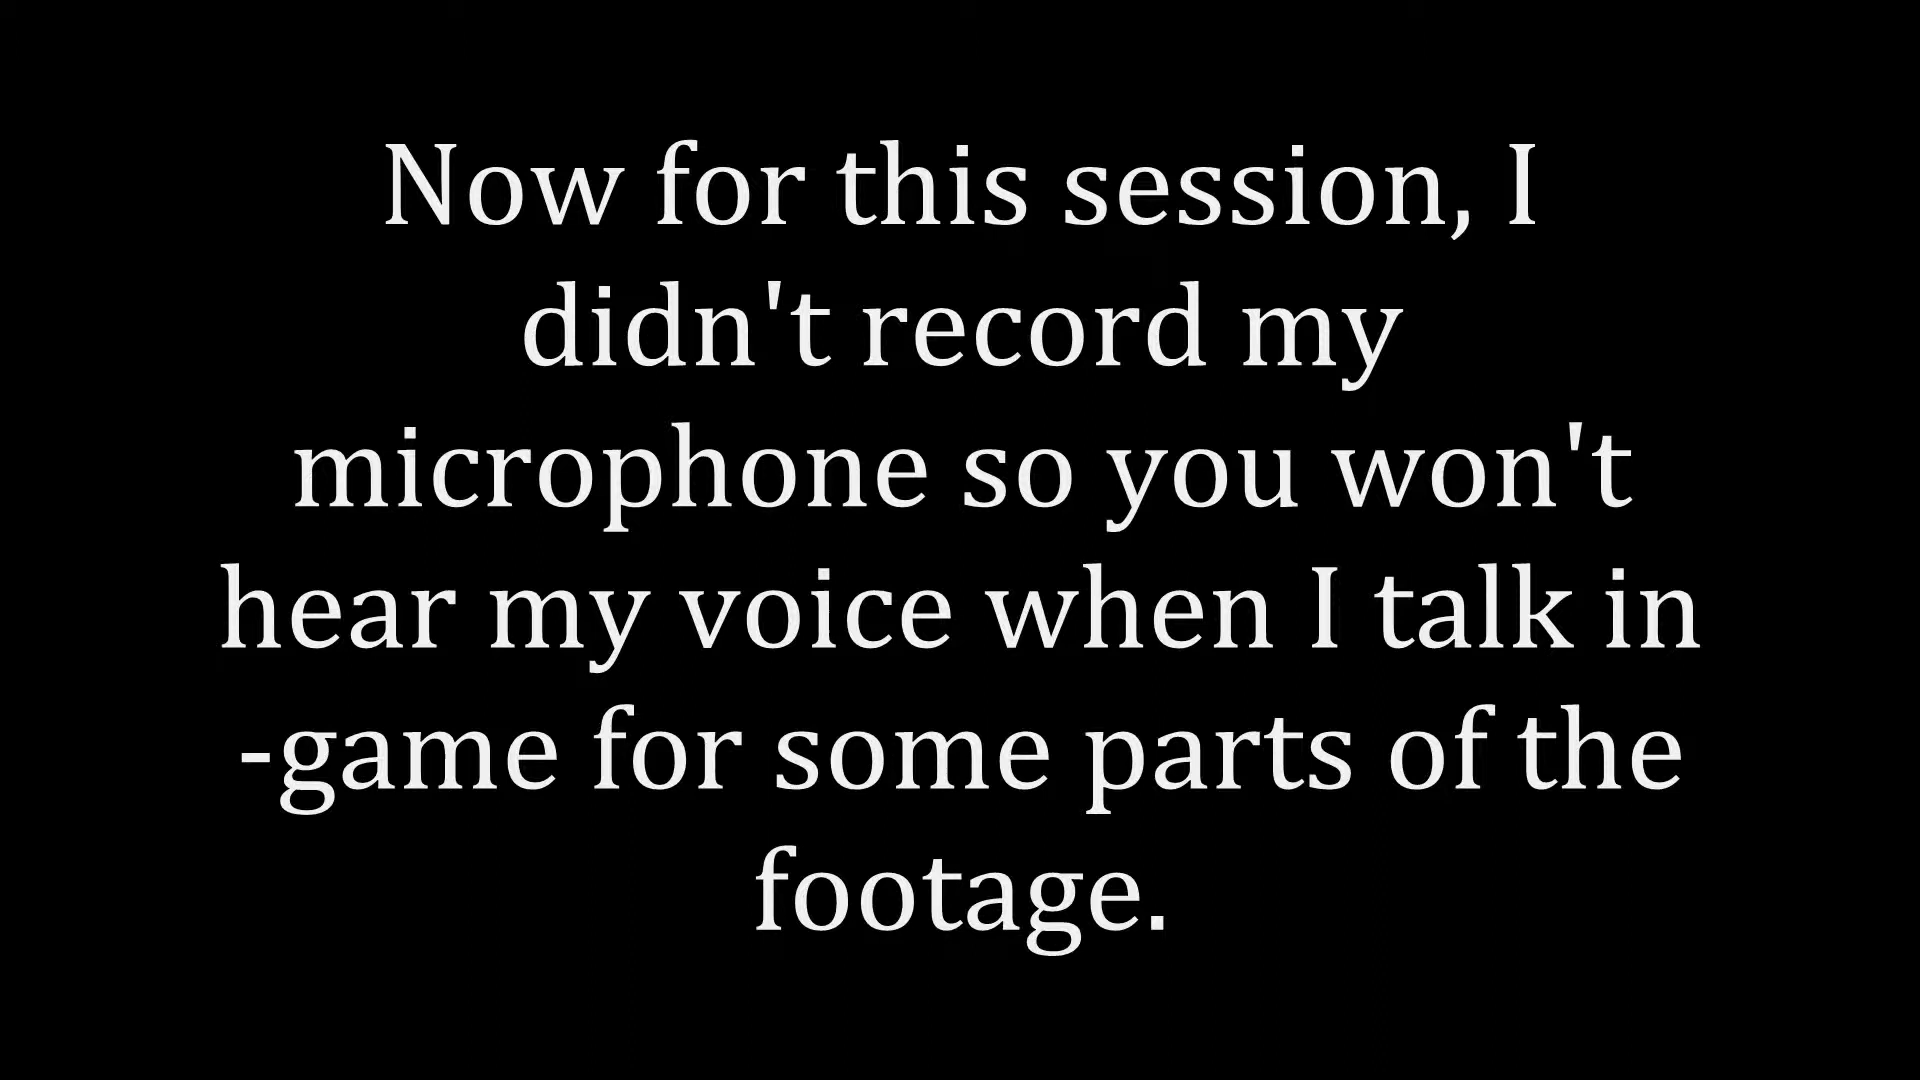 Now for this session, I
didn't record my
microphone so you won't
hear my voice when I talk in
-game for some parts of the
footage.